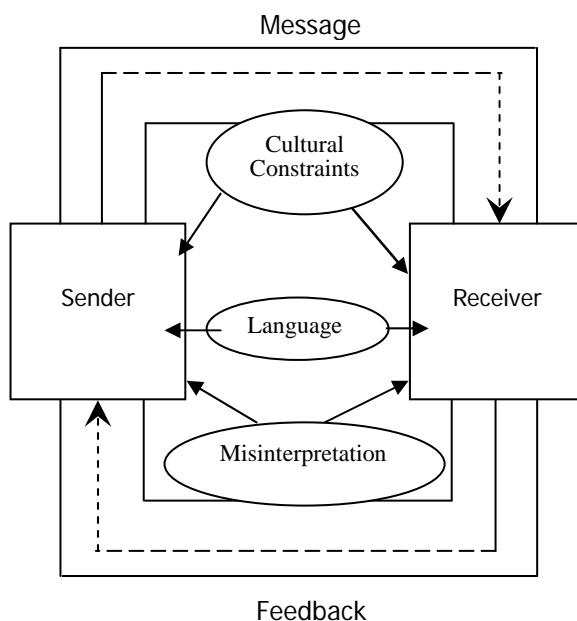 Message
Cultural
Constraints
Sender
Receiver
Language
Misinterpretation
Feedback